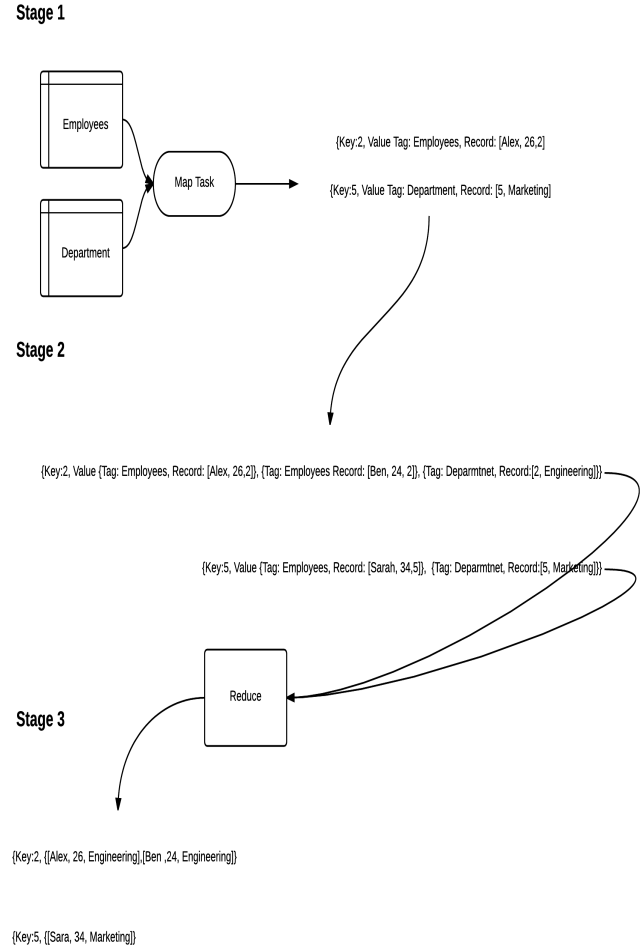 Stage 1
Employees
Map Task
Department
{Key:2, Value Tag: Employees, Record: [Alex, 26,2]
{Key:5, Value Tag: Department, Record: [5, Marketing]
Stage 2
{Key:2, Value {Tag: Employees, Record: [Alex, 26,2]}, {Tag: Employees Record: [Ben, 24, 2]}, {Tag: Deparmtnet, Record:[2, Engineering]}}
{Key:5, Value {Tag: Employees, Record: [Sarah, 34,5]},  {Tag: Deparmtnet, Record:[5, Marketing]}}
Reduce
Stage 3
{Key:2, {[Alex, 26, Engineering],[Ben ,24, Engineering]}
{Key:5, {[Sara, 34, Marketing]}